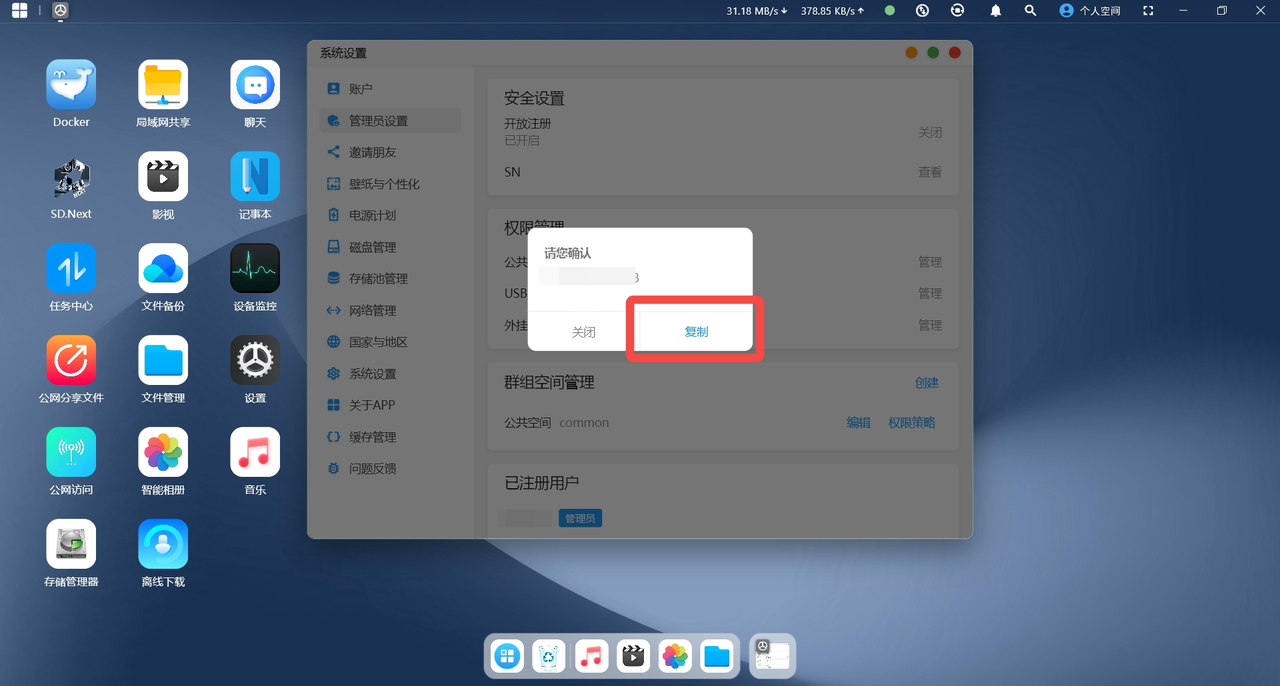 31.18 MB/s↓ 378.85 KB/s↑ 个人空间
Docker 局域网共享 聊天
SD.Next 影视 记事本
任务中心 文件备份 设备监控
公网分享文件 文件管理 设置
公网访问 智能相册 音乐
存储管理器 离线下载
系统设置
账户
管理员设置
邀请朋友
壁纸与个性化
电源计划
磁盘管理
存储池管理
网络管理
国家与地区
系统设置
关于APP
缓存管理
问题反馈
安全设置
开放注册
已开启
关闭
SN 查看
权限管理
公共
管理
USB
管理
外挂
管理
请您确认
3
关闭 复制
群组空间管理 创建
公共空间 common 编辑 权限策略
已注册用户
管理员